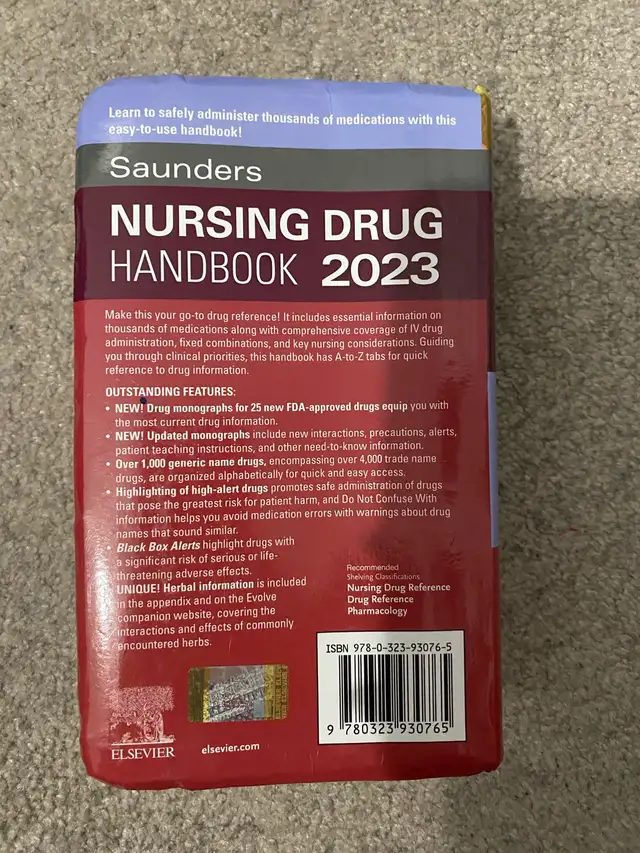 Learn to safely administer thousands of medications with this
easy-to-use handbook!
Saunders
NURSING DRUG
HANDBOOK 2023
Make this your go-to drug reference! It includes essential information on
thousands of medications along with comprehensive coverage of IV drug
administration, fixed combinations, and key nursing considerations. Guiding
you through clinical priorities, this handbook has A-to-Z tabs for quick
reference to drug information.
OUTSTANDING FEATURES:
• NEW! Drug monographs for 25 new FDA-approved drugs equip you with
the most current drug information.
• NEW! Updated monographs include new interactions, precautions, alerts,
patient teaching instructions, and other need-to-know information.
• Over 1,000 generic name drugs, encompassing over 4,000 trade name
drugs, are organized alphabetically for quick and easy access.
• Highlighting of high-alert drugs promotes safe administration of drugs
that pose the greatest risk for patient harm, and Do Not Confuse With
information helps you avoid medication errors with warnings about drug
names that sound similar.
• Black Box Alerts highlight drugs with
a significant risk of serious or life-
threatening adverse effects.
UNIQUE! Herbal information is included
in the appendix and on the Evolve
companion website, covering the
interactions and effects of commonly
encountered herbs.
Recommended
Shelving Classifications:
Nursing Drug Reference
Drug Reference
Pharmacology
ISBN 978-0-323-93076-5
9 780323 930765
ELSEVIER
elsevier.com